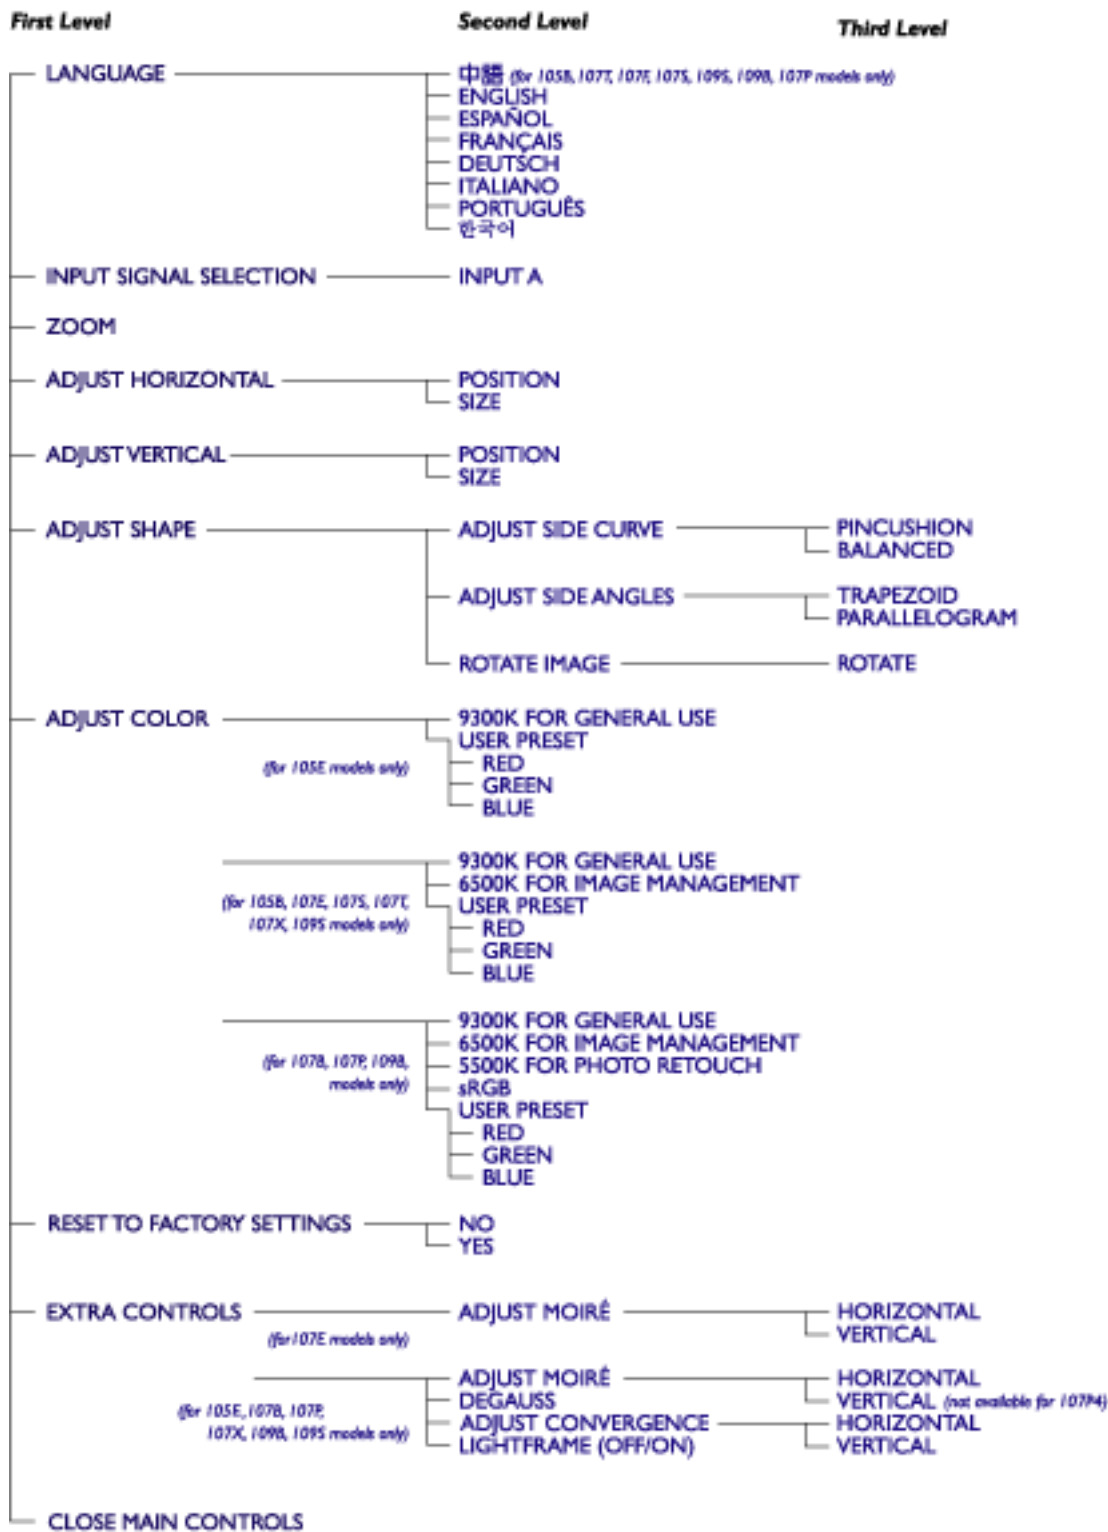 First Level Second Level Third Level
LANGUAGE 中語 (for 105B, 107T, 107F, 107S, 109S, 109B, 107P models only)
ENGLISH
ESPAÑOL
FRANÇAIS
DEUTSCH
ITALIANO
PORTUGUÊS
한국어
INPUT SIGNAL SELECTION INPUT A
ZOOM
ADJUST HORIZONTAL POSITION
SIZE
ADJUST VERTICAL POSITION
SIZE
ADJUST SHAPE ADJUST SIDE CURVE PINCUSHION
BALANCED
ADJUST SIDE ANGLES TRAPEZOID
PARALLELOGRAM
ROTATE IMAGE ROTATE
ADJUST COLOR 9300K FOR GENERAL USE
USER PRESET
(for 105E models only) RED
GREEN
BLUE
9300K FOR GENERAL USE
6500K FOR IMAGE MANAGEMENT
(for 105B, 107E, 107S, 107T, USER PRESET
107X, 109S models only) RED
GREEN
BLUE
9300K FOR GENERAL USE
6500K FOR IMAGE MANAGEMENT
(for 107B, 107P, 109B, 5500K FOR PHOTO RETOUCH
models only) sRGB
USER PRESET
RED
GREEN
BLUE
RESET TO FACTORY SETTINGS NO
YES
EXTRA CONTROLS ADJUST MOIRÉ HORIZONTAL
(for107E models only) VERTICAL
ADJUST MOIRÉ HORIZONTAL
DEGAUSS VERTICAL (not available for 107P4)
(for 105E, 107B, 107P, ADJUST CONVERGENCE HORIZONTAL
107X, 109B, 109S models only) LIGHTFRAME (OFF/ON) VERTICAL
CLOSE MAIN CONTROLS